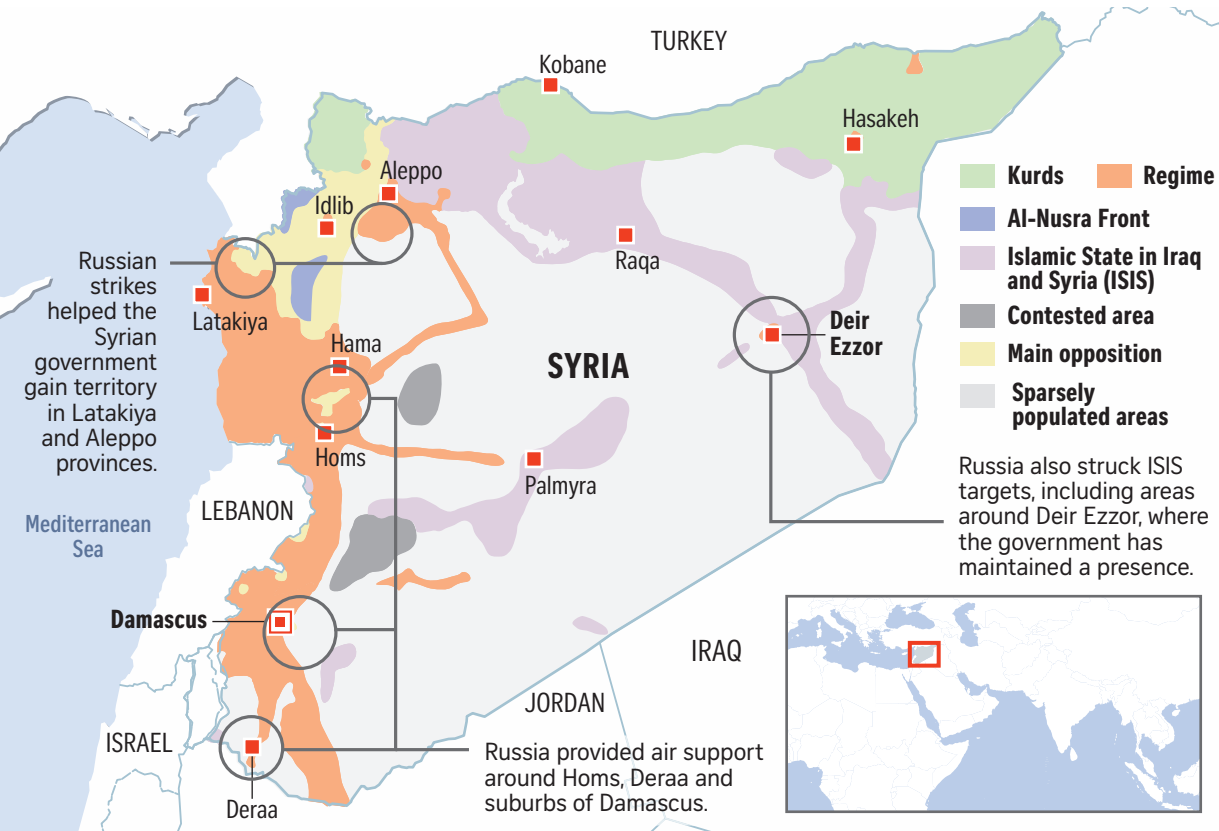 TURKEY
Kobane
Hasakeh
Aleppo
Idlib
Raqa
Latakiya
Hama
SYRIA
Deir
Ezzor
Homs
Palmyra
LEBANON
Mediterranean
Sea
Damascus
IRAQ
JORDAN
ISRAEL
Deraa
Russian
strikes
helped the
Syrian
government
gain territory
in Latakiya
and Aleppo
provinces.
Kurds
Regime
Al-Nusra Front
Islamic State in Iraq
and Syria (ISIS)
Contested area
Main opposition
Sparsely
populated areas
Russia also struck ISIS
targets, including areas
around Deir Ezzor, where
the government has
maintained a presence.
Russia provided air support
around Homs, Deraa and
suburbs of Damascus.